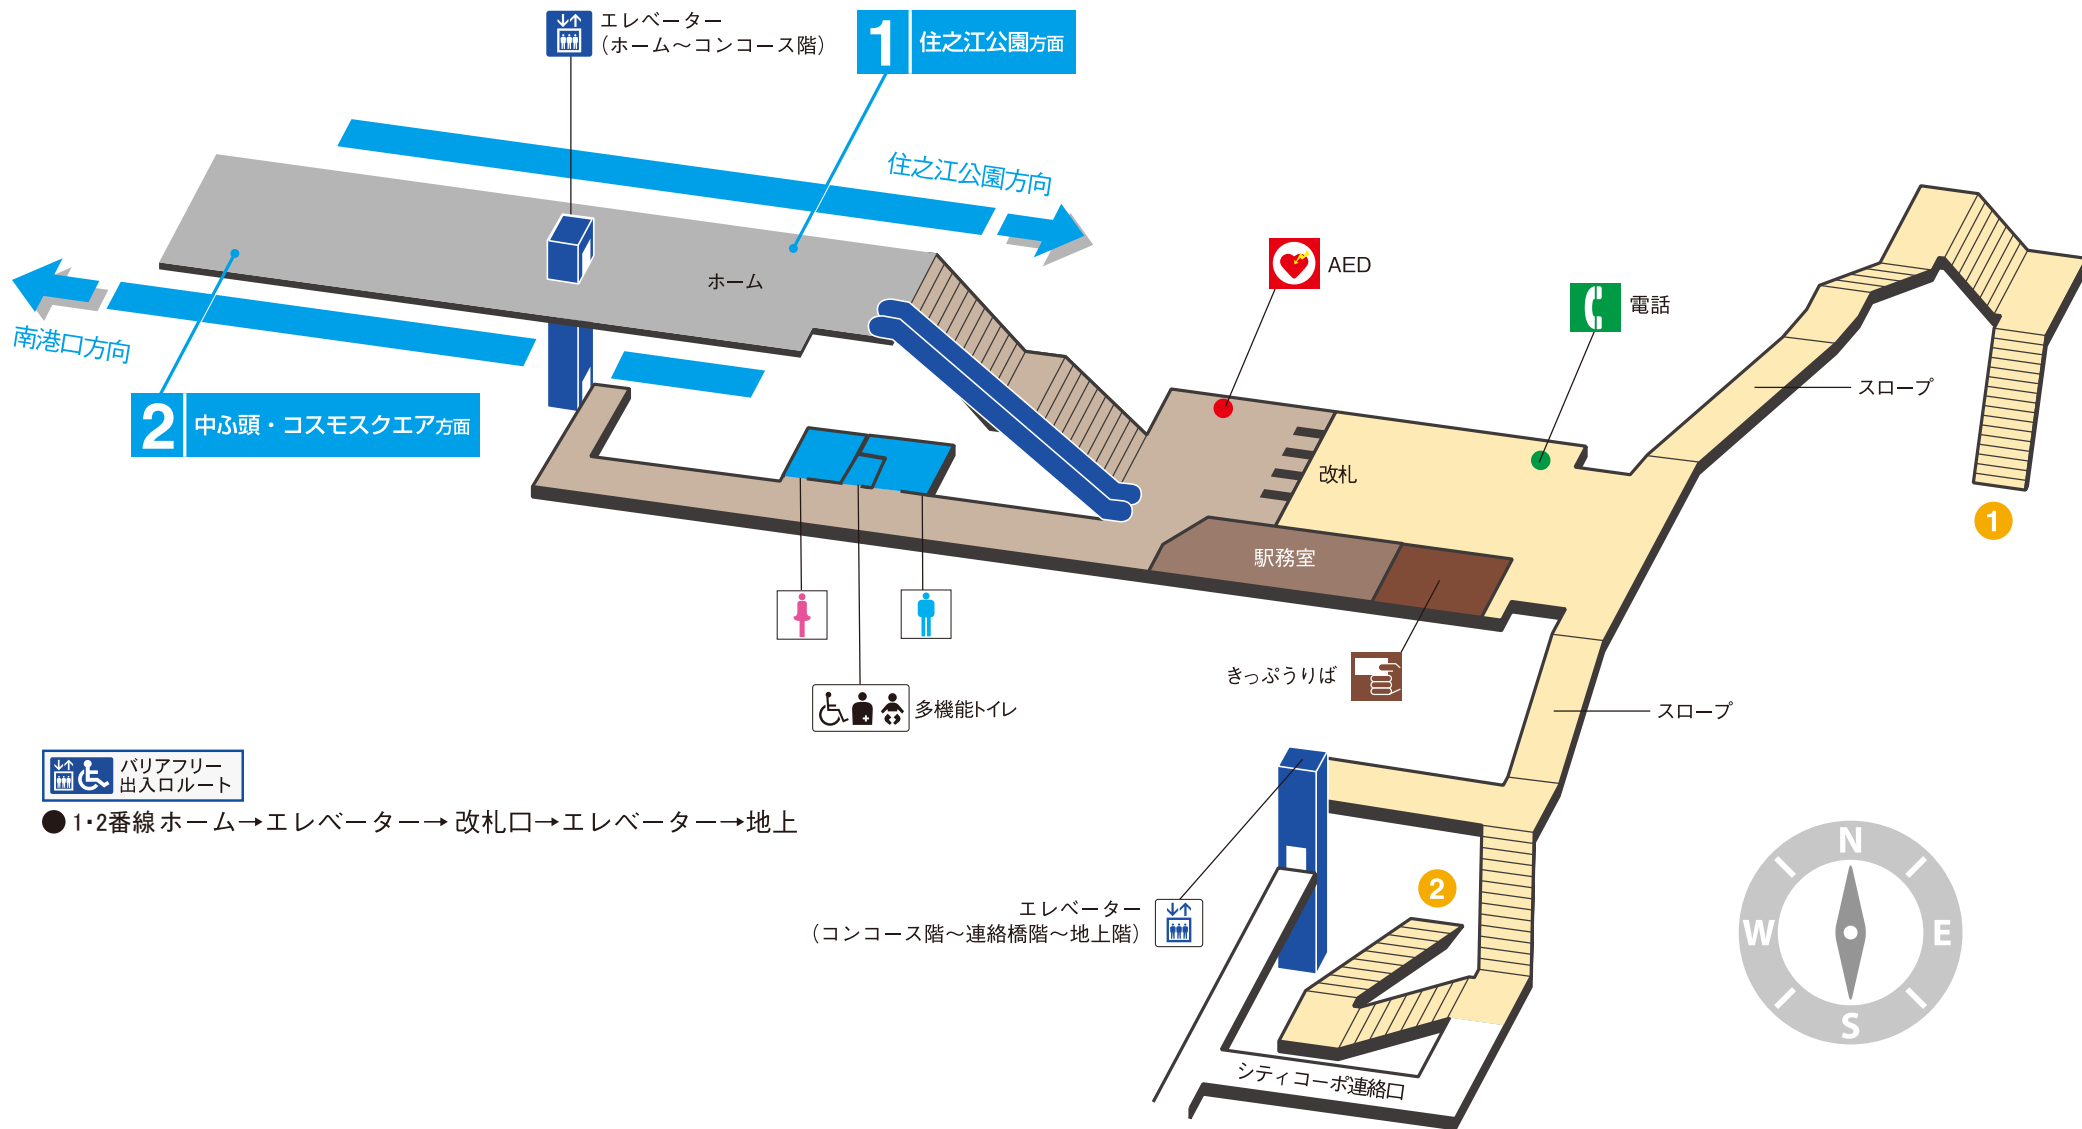 エレベーター
（ホーム～コンコース階）
1 住之江公園方面
住之江公園方向
ホーム
南港口方向
2 中ふ頭・コスモスクエア方面
AED
電話
改札
スロープ
1
駅務室
きっぷうりば
多機能トイレ
スロープ
バリアフリー
出入口ルート
●1・2番線 ホーム→エレベーター→改札口→エレベーター→地上
エレベーター
（コンコース階～連絡橋階～地上階）
2
シティコーポ連絡口
N
W E
S